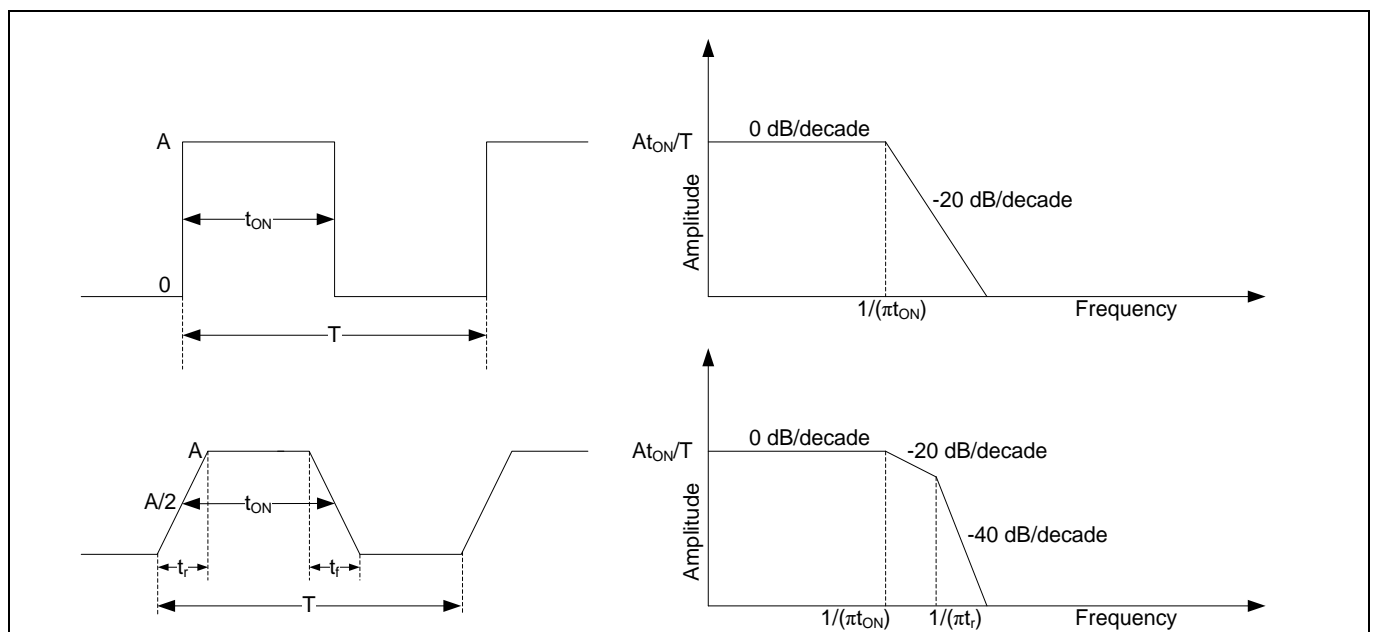 A
t_ON
0
T
0 dB/decade
At_ON/T
-20 dB/decade
Amplitude
1/(πt_ON)
Frequency
A
A/2
t_ON
t_r
t_f
T
0 dB/decade
At_ON/T
-20 dB/decade
-40 dB/decade
Amplitude
1/(πt_ON)
1/(πt_r)
Frequency